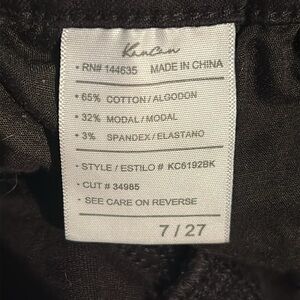 KanCan
• RN# 144635 MADE IN CHINA
• 65% COTTON / ALGODON
• 32% MODAL / MODAL
• 3% SPANDEX / ELASTANO
• STYLE / ESTILO # KC6192BK
• CUT # 34985
• SEE CARE ON REVERSE
7 / 27